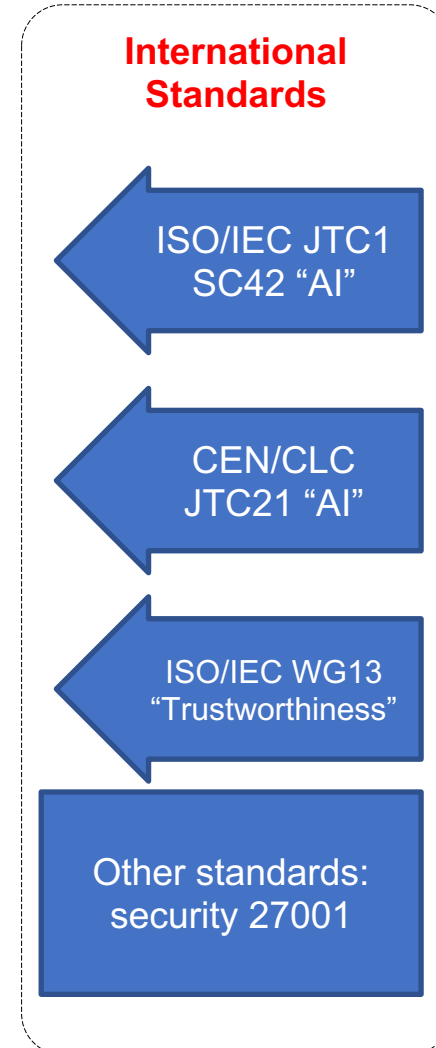 International
Standards
ISO/IEC JTC1
SC42 “AI”
CEN/CLC
JTC21 “AI”
ISO/IEC WG13
“Trustworthiness”
Other standards:
security 27001